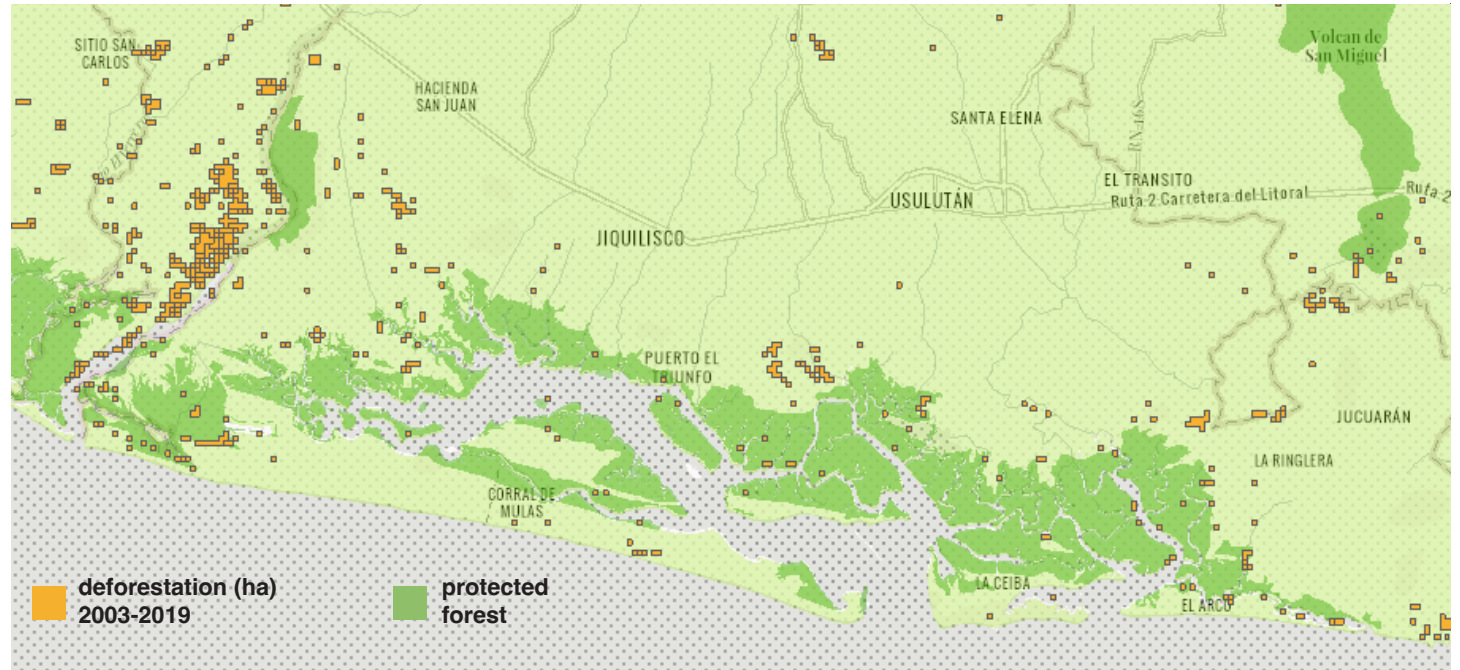 Volcan de
San Miguel
SITIO SAN
CARLOS
HACIENDA
SAN JUAN
SANTA ELENA
RN-16S
EL TRANSITO
Ruta 2 Carretera del Litoral
Ruta 2
USULUTÁN
JIQUILISCO
PUERTO EL
TRIUNFO
JUCUARÁN
LA RINGLERA
CORRAL DE
MULAS
LA CEIBA
EL ARCO
deforestation (ha)
2003-2019
protected
forest